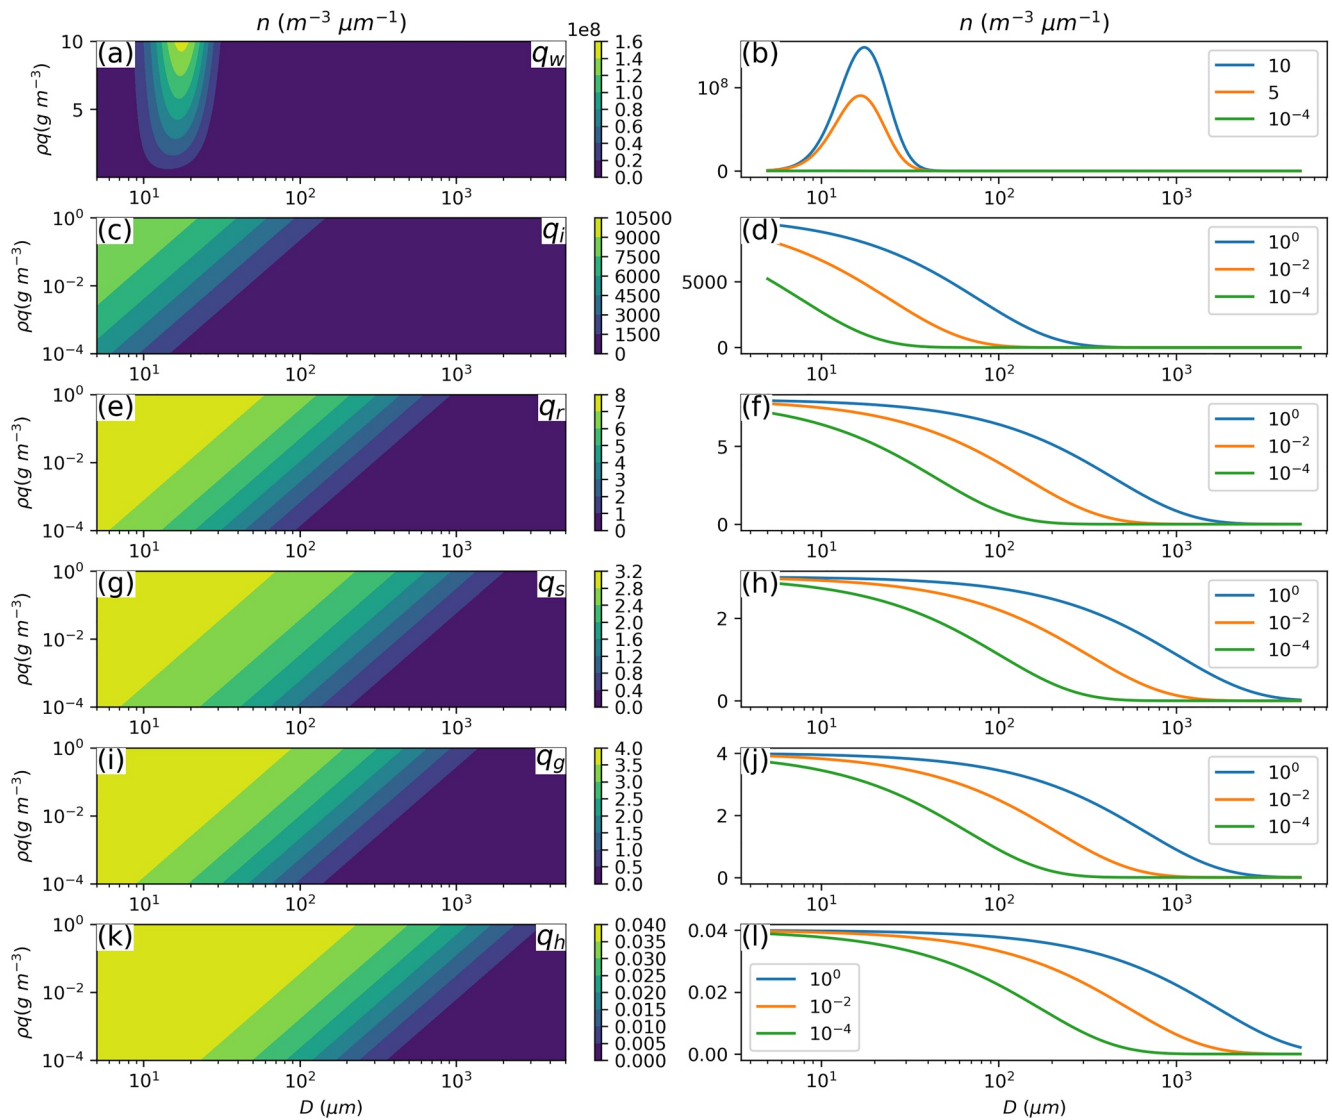 n (m⁻³ μm⁻¹)
n (m⁻³ μm⁻¹)
1e8
(a)
q_w
10
5
ρq(g m⁻³)
10¹ 10² 10³
1.6
1.4
1.2
1.0
0.8
0.6
0.4
0.2
0.0
(b)
10⁸
0
10
5
10⁻⁴
10¹ 10² 10³
(c)
q_i
10⁰
10⁻²
10⁻⁴
ρq(g m⁻³)
10¹ 10² 10³
10500
9000
7500
6000
4500
3000
1500
0
(d)
5000
0
10⁰
10⁻²
10⁻⁴
10¹ 10² 10³
(e)
q_r
10⁰
10⁻²
10⁻⁴
ρq(g m⁻³)
10¹ 10² 10³
8
7
6
5
4
3
2
1
0
(f)
5
0
10⁰
10⁻²
10⁻⁴
10¹ 10² 10³
(g)
q_s
10⁰
10⁻²
10⁻⁴
ρq(g m⁻³)
10¹ 10² 10³
3.2
2.8
2.4
2.0
1.6
1.2
0.8
0.4
0.0
(h)
2
0
10⁰
10⁻²
10⁻⁴
10¹ 10² 10³
(i)
q_g
10⁰
10⁻²
10⁻⁴
ρq(g m⁻³)
10¹ 10² 10³
4.0
3.5
3.0
2.5
2.0
1.5
1.0
0.5
0.0
(j)
4
2
0
10⁰
10⁻²
10⁻⁴
10¹ 10² 10³
(k)
q_h
10⁰
10⁻²
10⁻⁴
ρq(g m⁻³)
10¹ 10² 10³
D (μm)
0.040
0.035
0.030
0.025
0.020
0.015
0.010
0.005
0.000
(l)
0.04
0.02
0.00
10⁰
10⁻²
10⁻⁴
10¹ 10² 10³
D (μm)